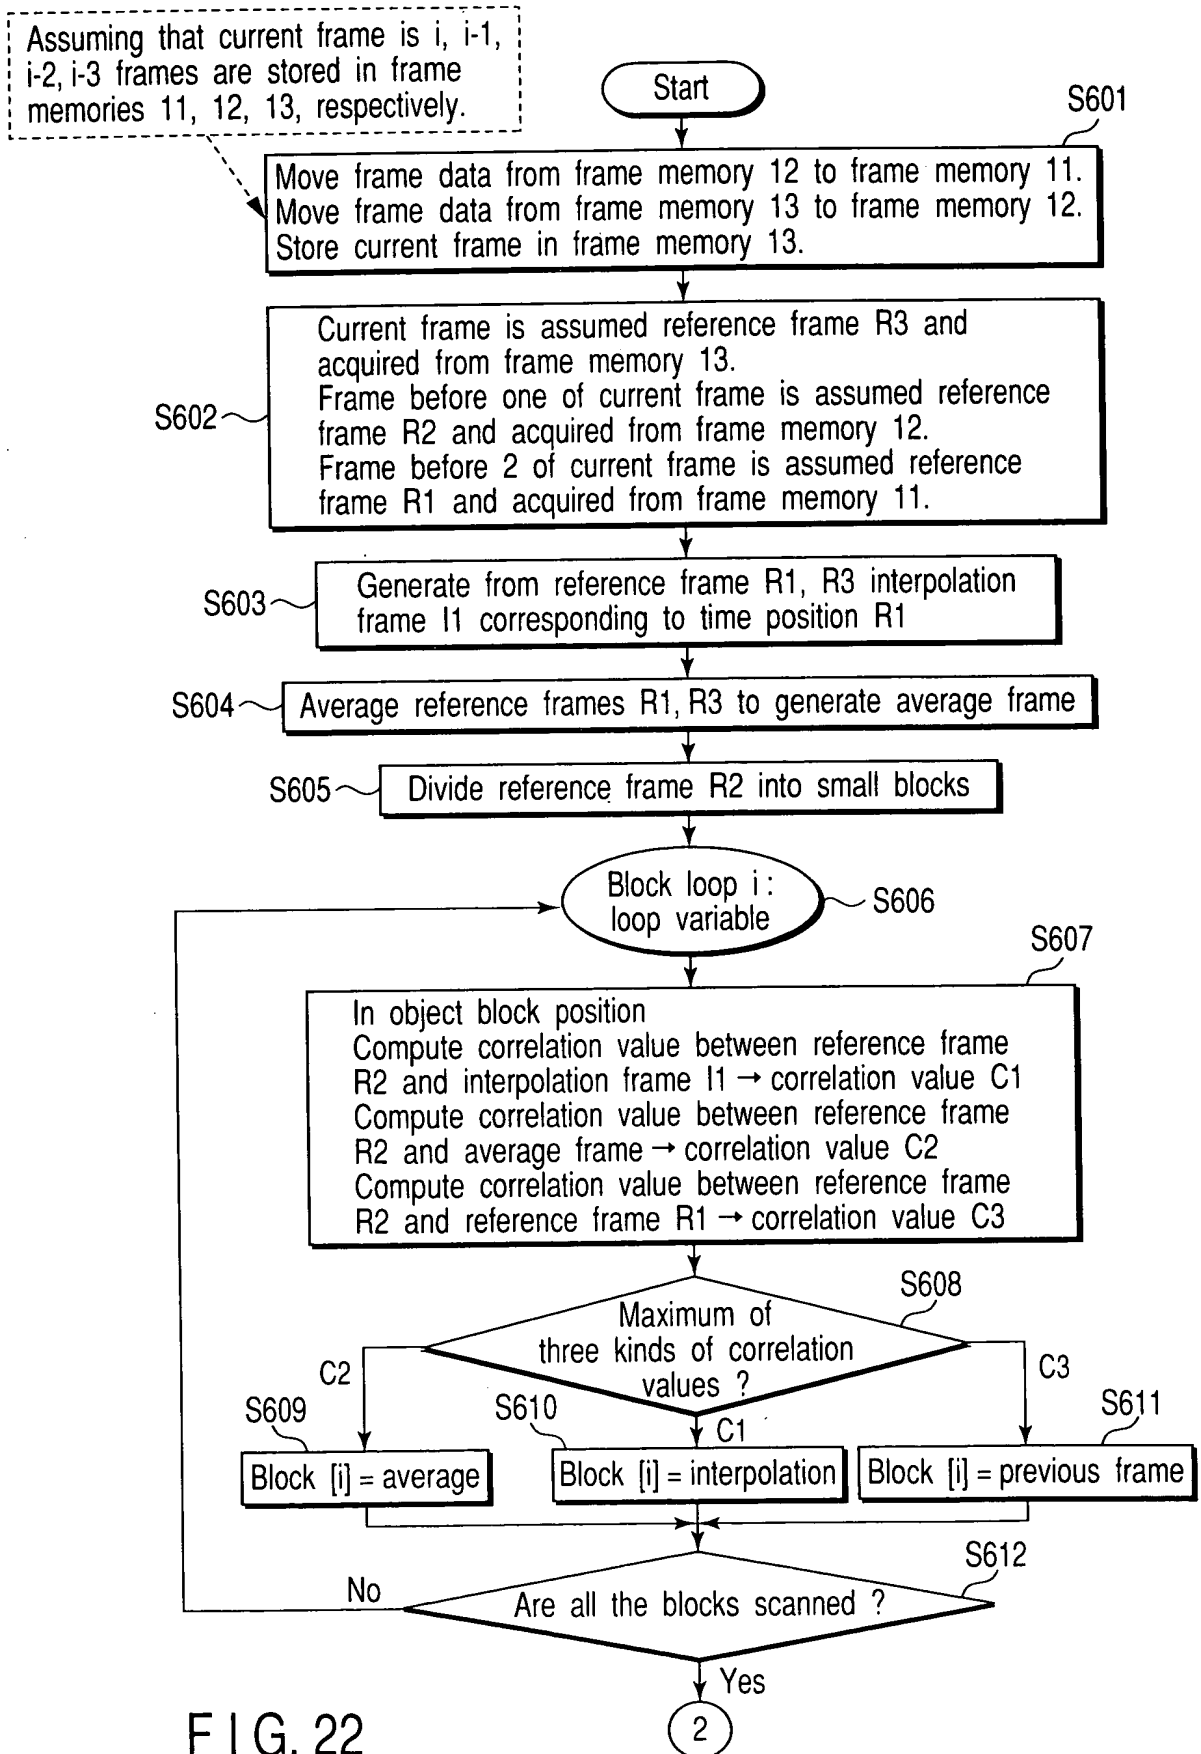 Assuming that current frame is i, i-1,
i-2, i-3 frames are stored in frame
memories 11, 12, 13, respectively.
Start
S601
Move frame data from frame memory 12 to frame memory 11.
Move frame data from frame memory 13 to frame memory 12.
Store current frame in frame memory 13.
S602
Current frame is assumed reference frame R3 and
acquired from frame memory 13.
Frame before one of current frame is assumed reference
frame R2 and acquired from frame memory 12.
Frame before 2 of current frame is assumed reference
frame R1 and acquired from frame memory 11.
S603
Generate from reference frame R1, R3 interpolation
frame I1 corresponding to time position R1
S604
Average reference frames R1, R3 to generate average frame
S605
Divide reference frame R2 into small blocks
Block loop i :
loop variable
S606
S607
In object block position
Compute correlation value between reference frame
R2 and interpolation frame I1 → correlation value C1
Compute correlation value between reference frame
R2 and average frame → correlation value C2
Compute correlation value between reference frame
R2 and reference frame R1 → correlation value C3
S608
Maximum of
three kinds of correlation
values ?
C2
C1
C3
S609
S610
S611
Block [i] = average
Block [i] = interpolation
Block [i] = previous frame
S612
Are all the blocks scanned ?
No
Yes
2
FIG. 22